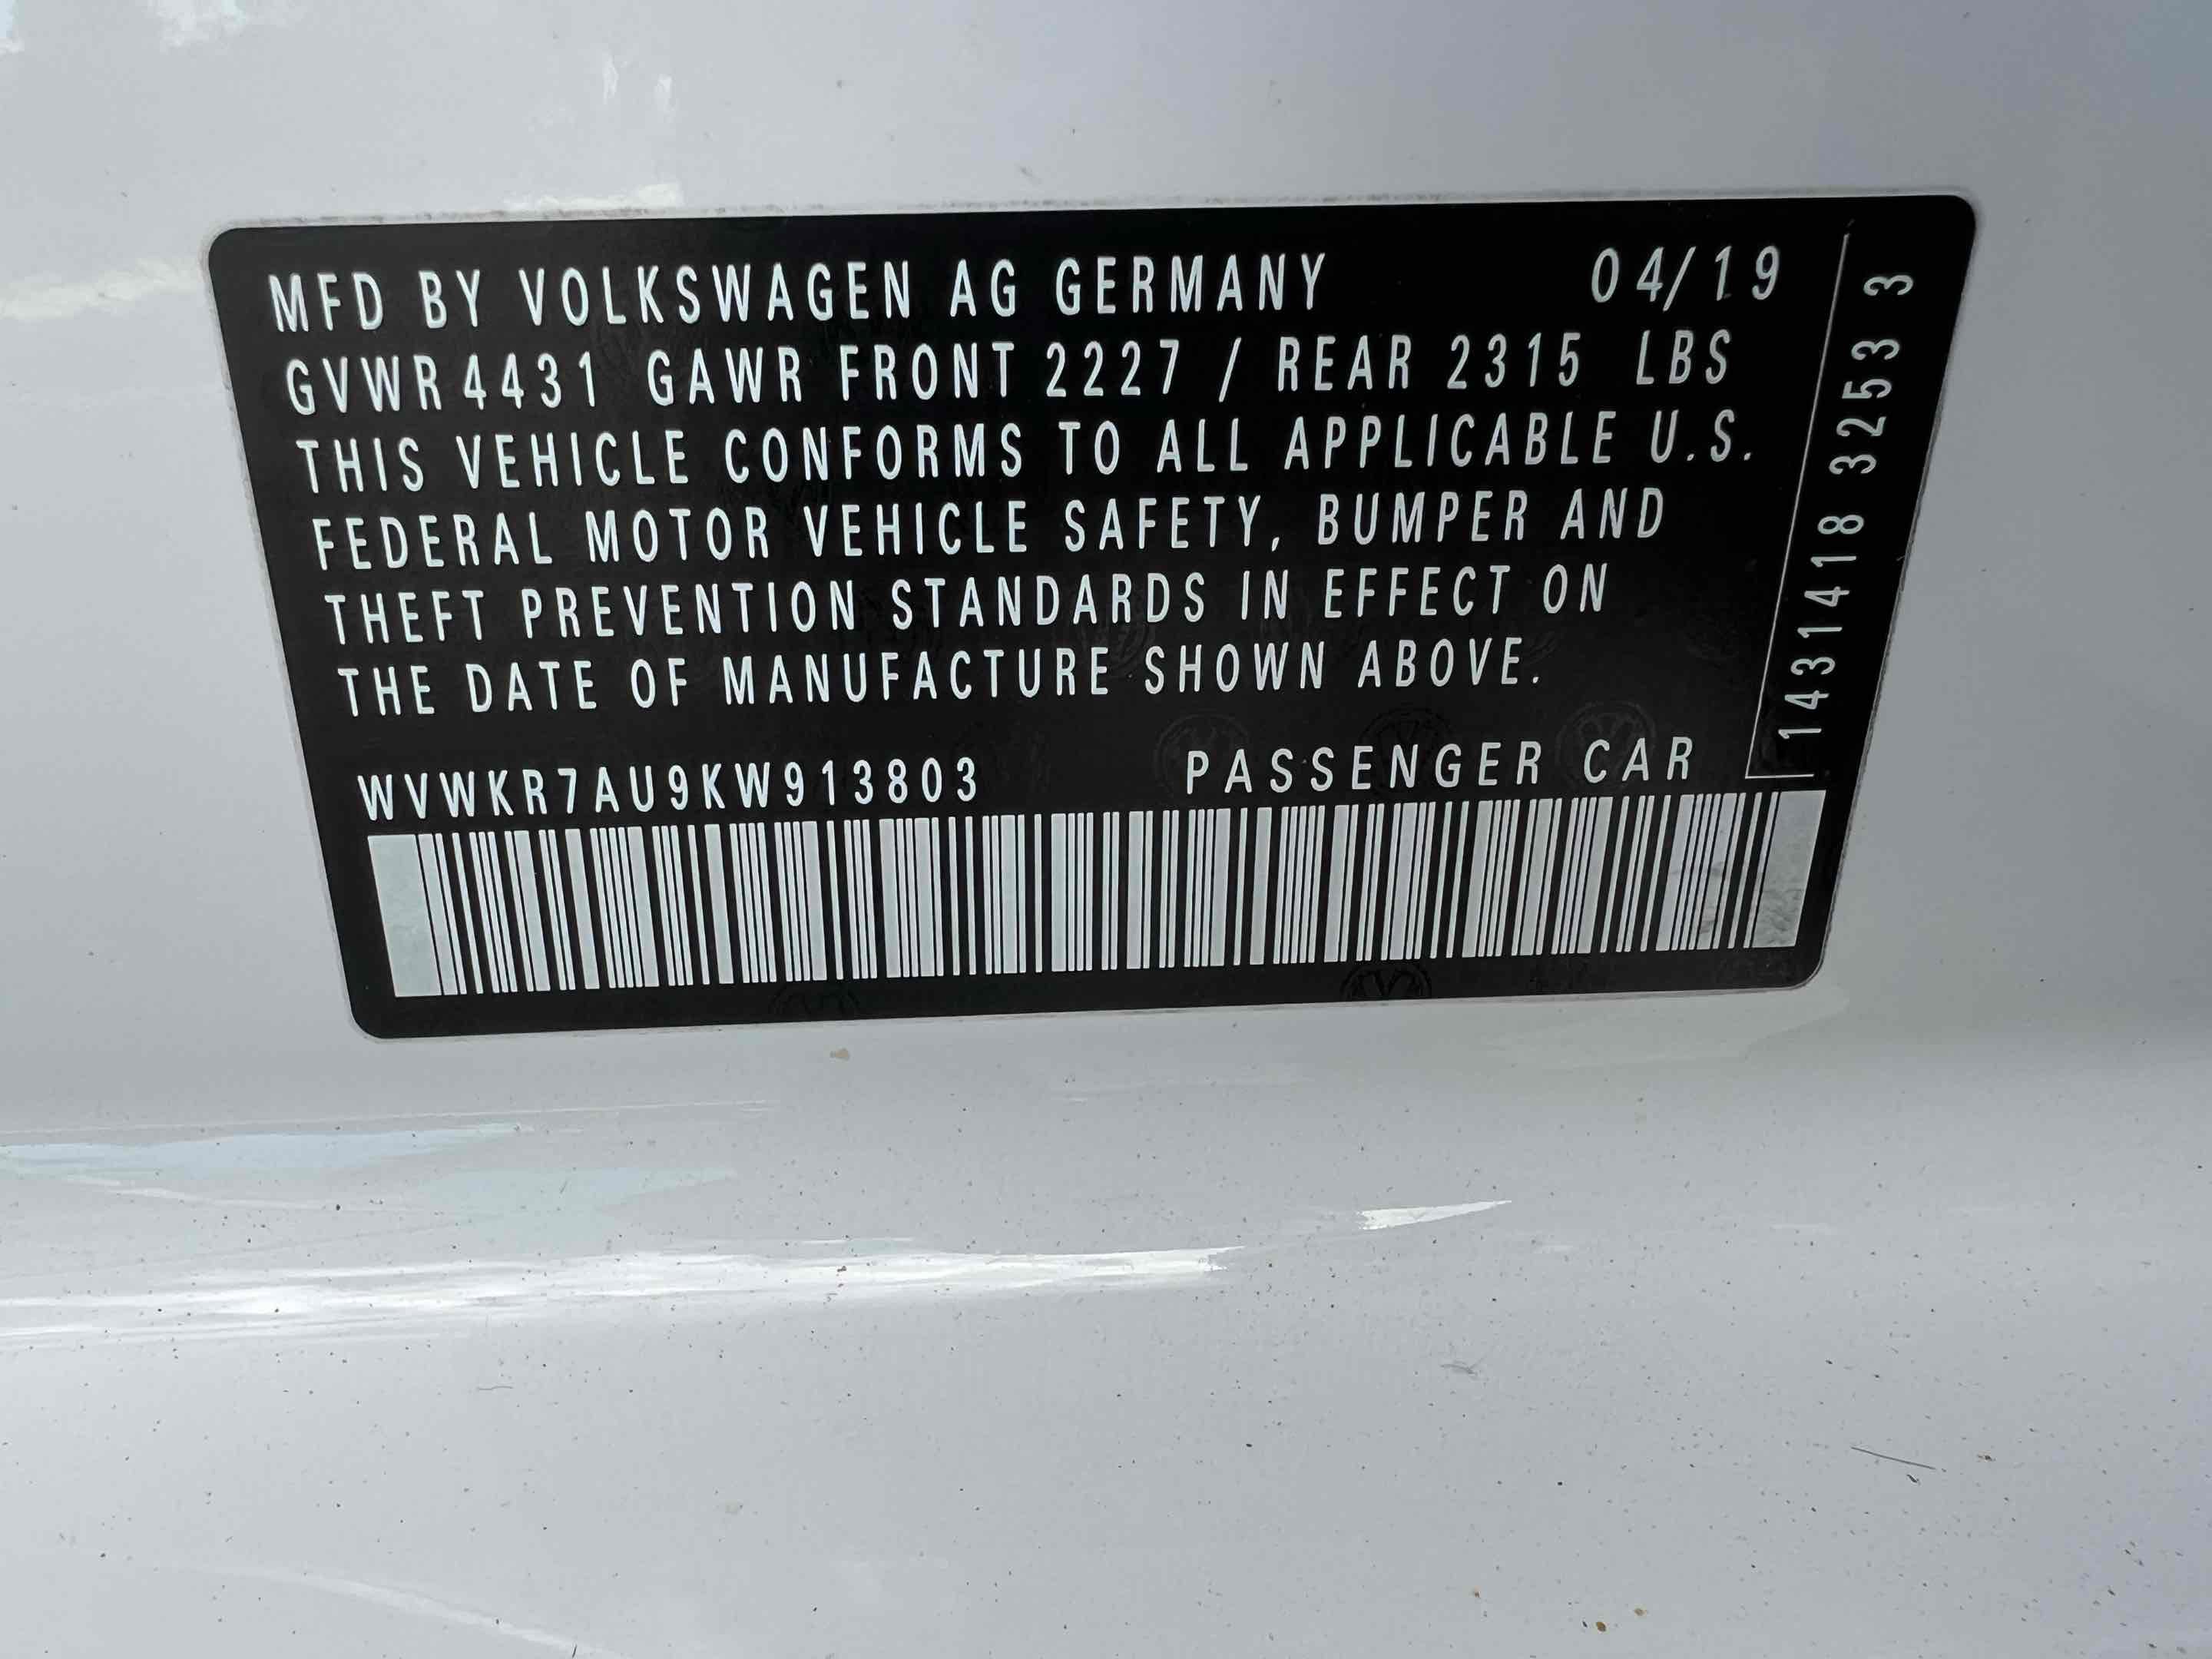 MFD BY VOLKSWAGEN AG GERMANY 04/19
GVWR 4431 GAWR FRONT 2227 / REAR 2315 LBS
THIS VEHICLE CONFORMS TO ALL APPLICABLE U.S.
FEDERAL MOTOR VEHICLE SAFETY, BUMPER AND
THEFT PREVENTION STANDARDS IN EFFECT ON
THE DATE OF MANUFACTURE SHOWN ABOVE.
WVWKR7AU9KW913803 PASSENGER CAR
1431418 3253 3